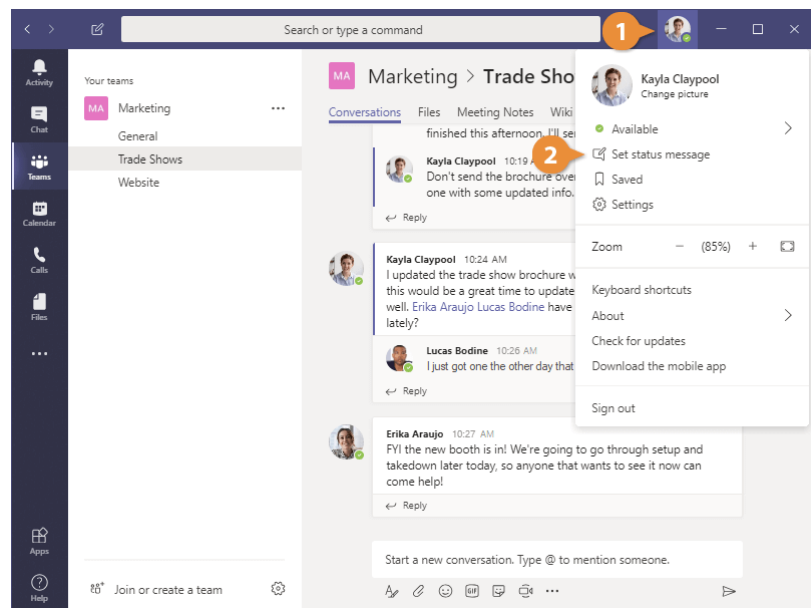 Search or type a command
1
Activity
Chat
Teams
Calendar
Calls
Files
Apps
Help
Your teams
MA Marketing
General
Trade Shows
Website
Join or create a team
MA Marketing > Trade Sho
Conversations Files Meeting Notes Wiki
finished this afternoon. I'll se
Kayla Claypool 10:19
Don't send the brochure over
one with some updated info.
Reply
Kayla Claypool 10:24 AM
I updated the trade show brochure w
this would be a great time to update
well. Erika Araujo Lucas Bodine have
lately?
Lucas Bodine 10:26 AM
I just got one the other day that
Reply
Erika Araujo 10:27 AM
FYI the new booth is in! We're going to go through setup and
takedown later today, so anyone that wants to see it now can
come help!
Reply
Start a new conversation. Type @ to mention someone.
GIF
Kayla Claypool
Change picture
Available
2
Set status message
Saved
Settings
Zoom − (85%) +
Keyboard shortcuts
About
Check for updates
Download the mobile app
Sign out